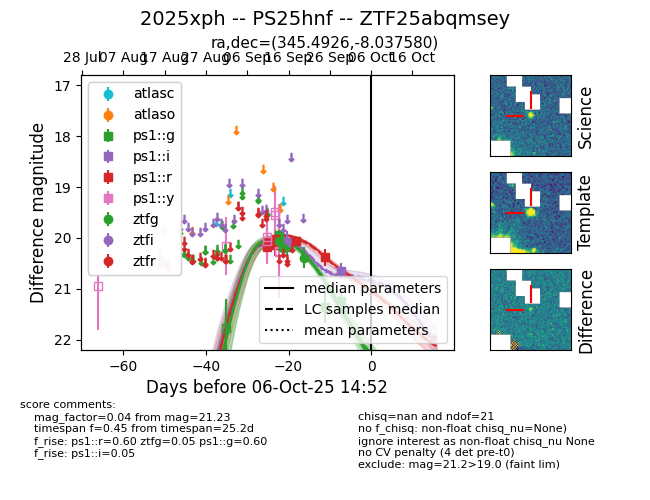 2025xph -- PS25hnf -- ZTF25abqmsey
ra,dec=(345.4926,-8.037580)
28 Jul 07 Aug 17 Aug 27 Aug 06 Sep 16 Sep 26 Sep 06 Oct 16 Oct
17
18
19
20
21
22
Difference magnitude
atlasc
atlaso
ps1::g
ps1::i
ps1::r
ps1::y
ztfg
ztfi
ztfr
median parameters
LC samples median
mean parameters
−60 −40 −20 0
Days before 06-Oct-25 14:52
Science
Template
Difference
score comments:
mag_factor=0.04 from mag=21.23
timespan f=0.45 from timespan=25.2d
f_rise: ps1::r=0.60 ztfg=0.05 ps1::g=0.60
f_rise: ps1::i=0.05
chisq=nan and ndof=21
no f_chisq: non-float chisq_nu=None)
ignore interest as non-float chisq_nu None
no CV penalty (4 det pre-t0)
exclude: mag=21.2>19.0 (faint lim)